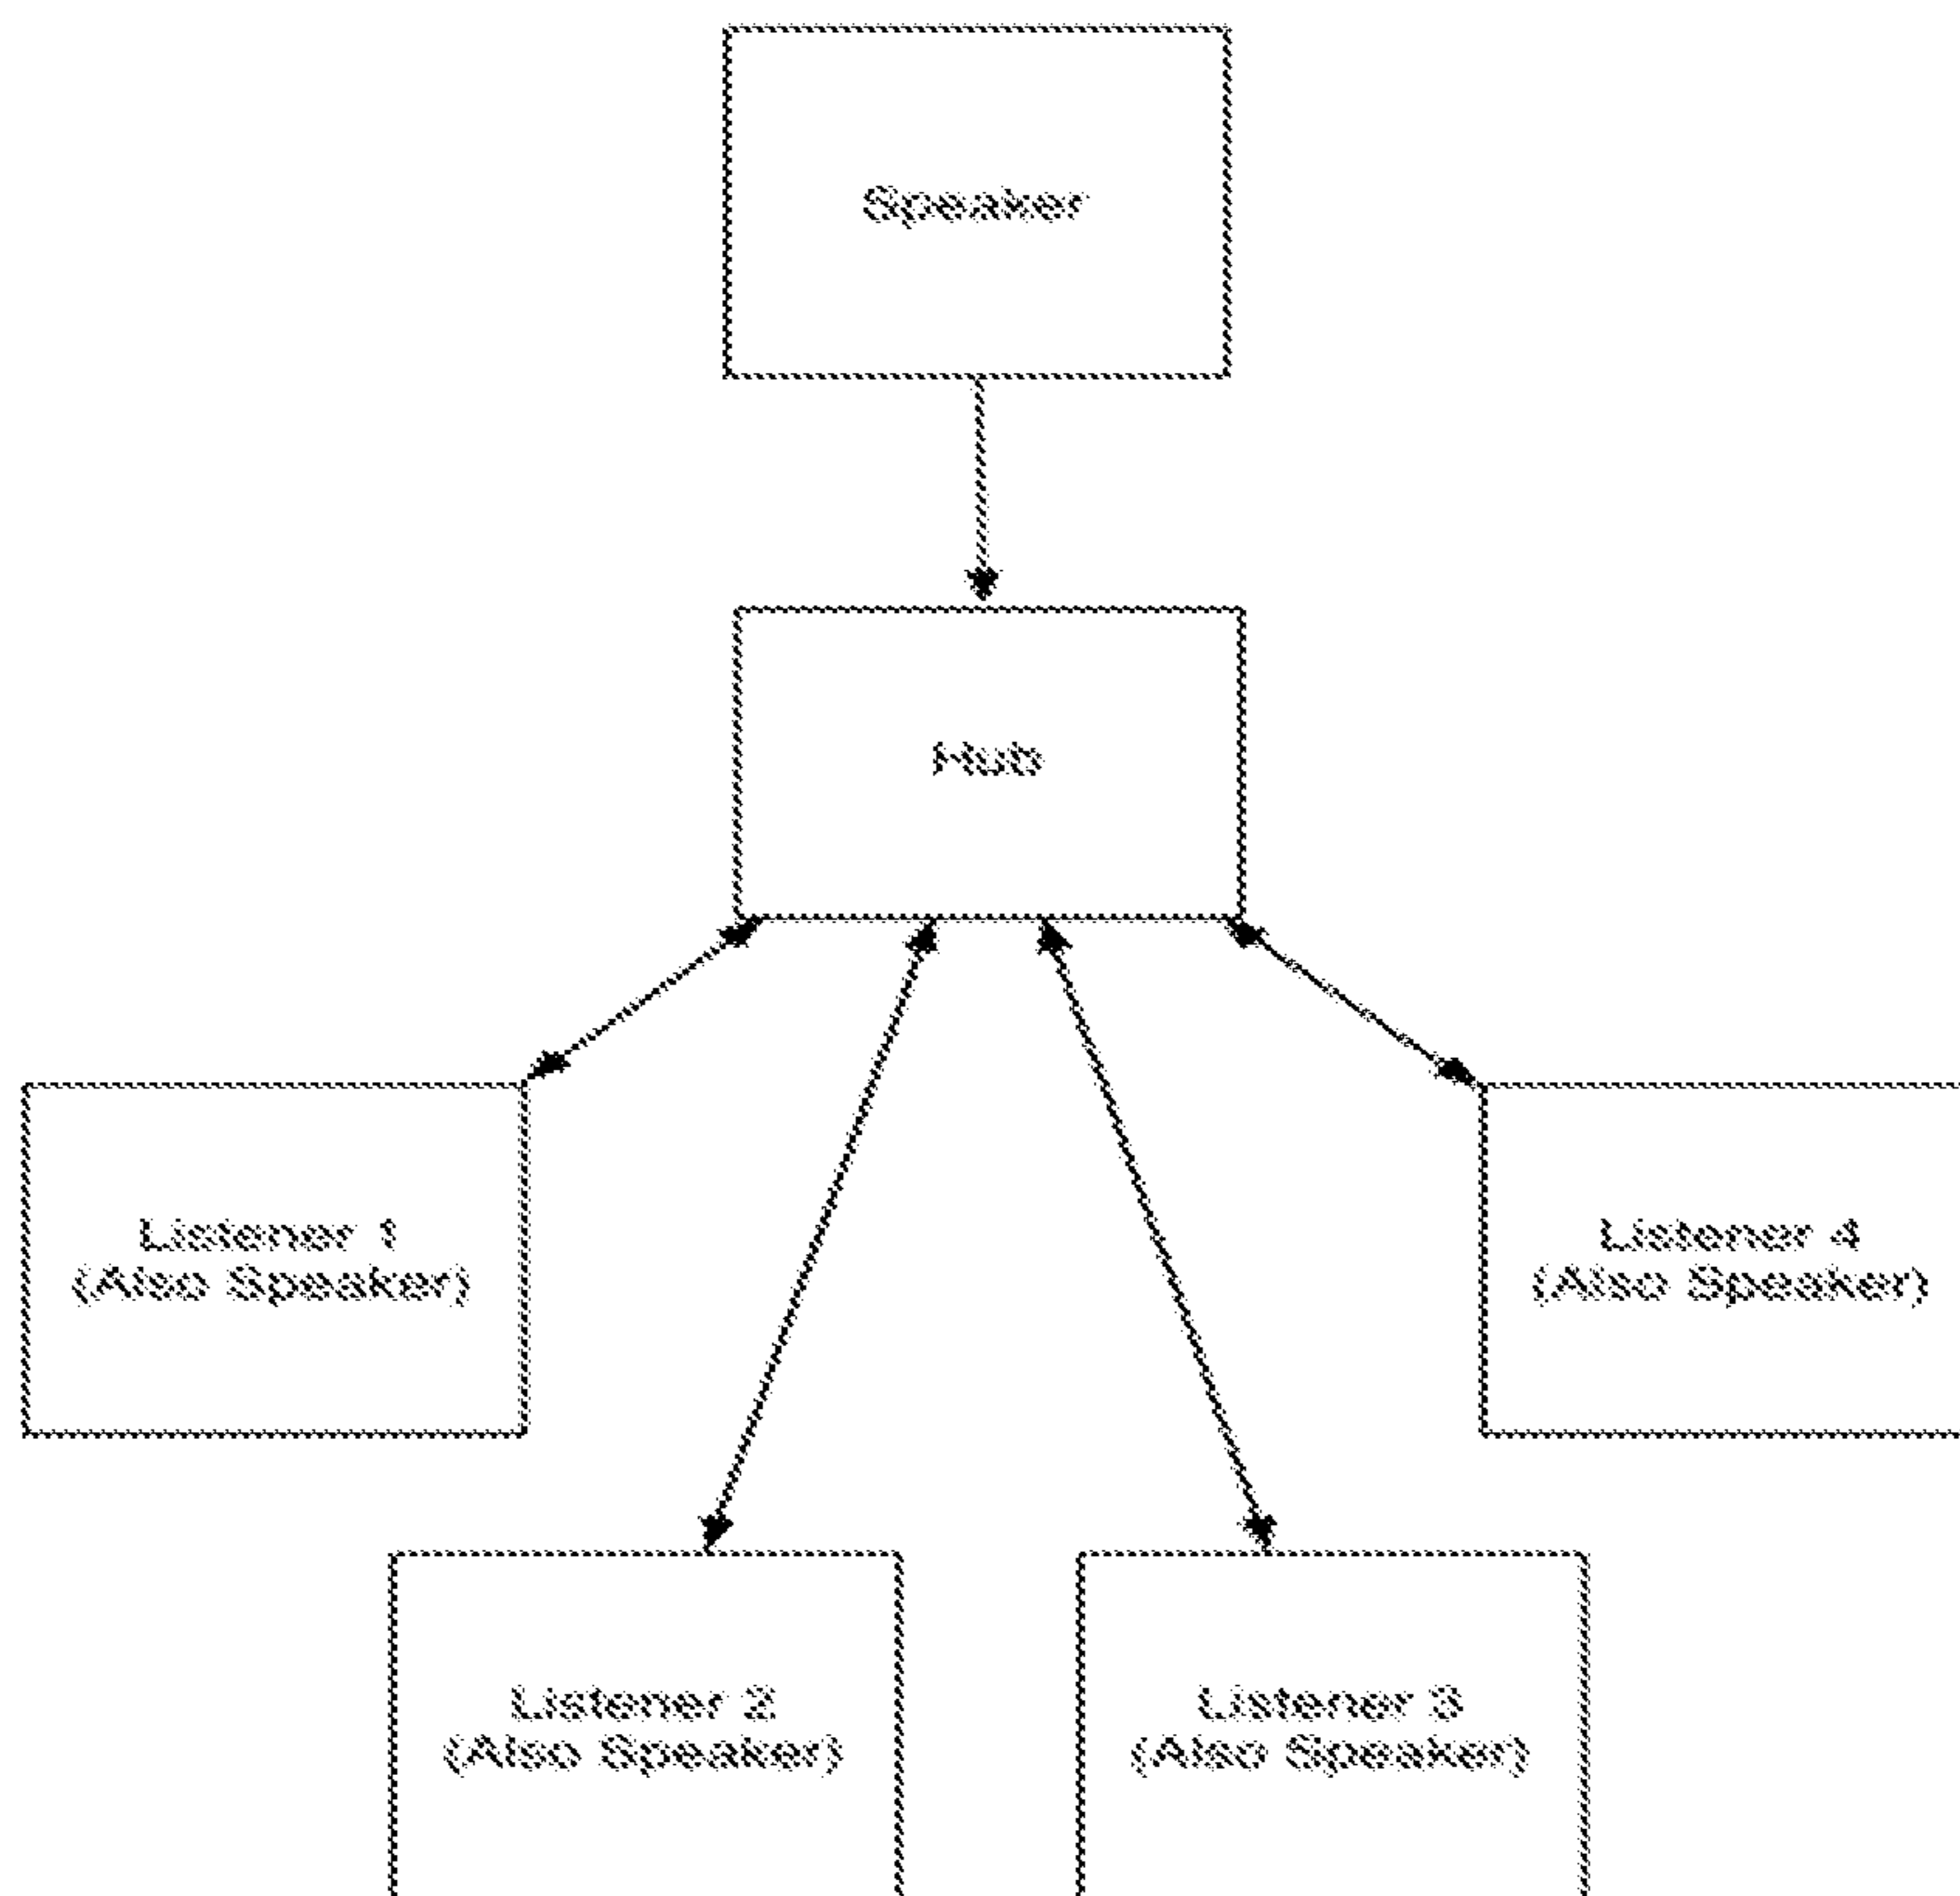 Speaker
Hub
Listener 1
(Also Speaker)
Listener 4
(Also Speaker)
Listener 2
(Also Speaker)
Listener 3
(Also Speaker)